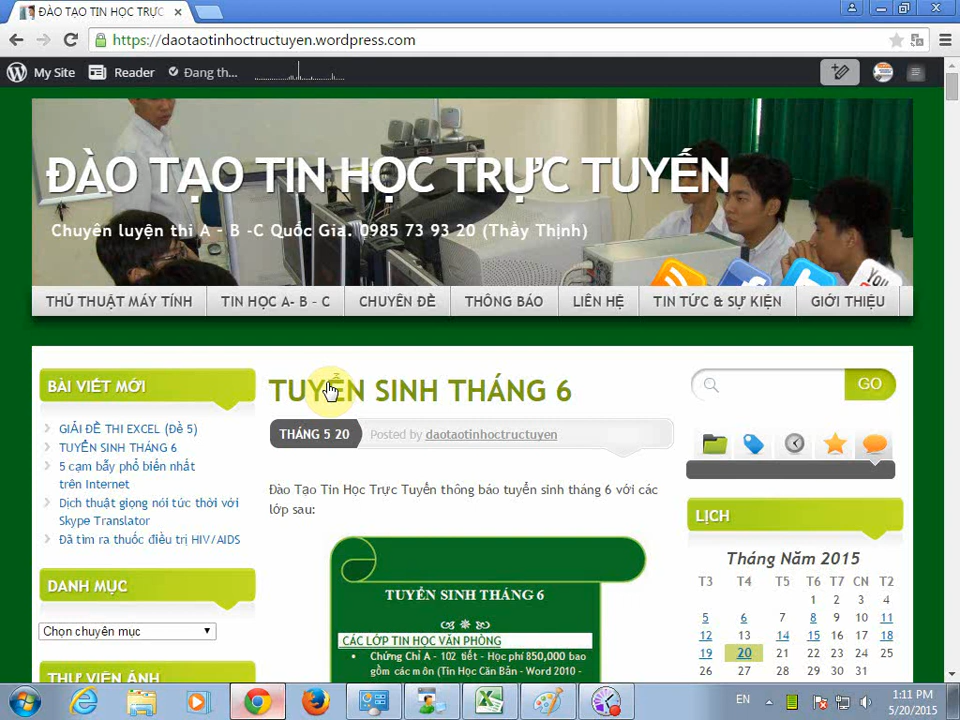 ĐÀO TẠO TIN HỌC TRỰC
https://daotaotinhoctructuyen.wordpress.com
My Site
Reader
Đang th...
ĐÀO TẠO TIN HỌC TRỰC TUYẾN
Chuyên luyện thi A - B -C Quốc Gia. 0985 73 93 20 (Thầy Thịnh)
You
THỦ THUẬT MÁY TÍNH
TIN HỌC A- B - C
CHUYÊN ĐỀ
THÔNG BÁO
LIÊN HỆ
TIN TỨC & SỰ KIỆN
GIỚI THIỆU
BÀI VIẾT MỚI
GIẢI ĐỀ THI EXCEL (Đề 5)
TUYỂN SINH THÁNG 6
5 cạm bẫy phổ biến nhất
trên Internet
Dịch thuật giọng nói tức thời với
Skype Translator
Đã tìm ra thuốc điều trị HIV/AIDS
DANH MỤC
Chọn chuyên mục
THƯ VIỆN ẢNH
TUYỂN SINH THÁNG 6
THÁNG 5 20
Posted by daotaotinhoctructuyen
Đào Tạo Tin Học Trực Tuyến thông báo tuyển sinh tháng 6 với các
lớp sau:
TUYỂN SINH THÁNG 6
CÁC LỚP TIN HỌC VĂN PHÒNG
• Chứng Chỉ A - 102 tiết - Học phí 850,000 bao
gồm các môn (Tin Học Căn Bản - Word 2010 -
GO
LỊCH
Tháng Năm 2015
T3 T4 T5 T6 T7 CN T2
1 2 3 4
5 6 7 8 9 10 11
12 13 14 15 16 17 18
19 20 21 22 23 24 25
26 27 28 29 30 31
EN
1:11 PM
5/20/2015